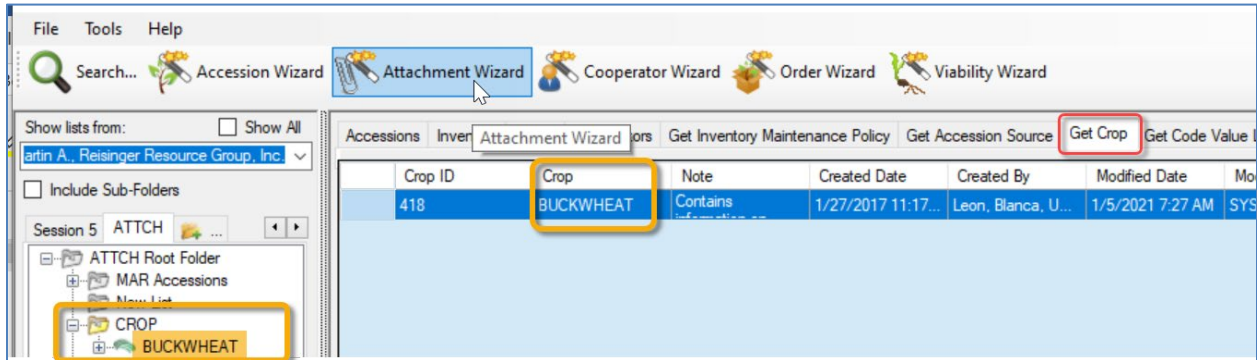 File Tools Help
Search... Accession Wizard Attachment Wizard Cooperator Wizard Order Wizard Viability Wizard
Show lists from: Show All
artin A., Reisinger Resource Group, Inc.
Include Sub-Folders
Session 5 ATTCH ...
ATTCH Root Folder
MAR Accessions
New List
CROP
BUCKWHEAT
Accessions Attachment Wizard Get Inventory Maintenance Policy Get Accession Source Get Crop Get Code Value
Crop ID Crop Note Created Date Created By Modified Date
418 BUCKWHEAT Contains 1/27/2017 11:17... Leon, Blanca, U... 1/5/2021 7:27 AM SYS